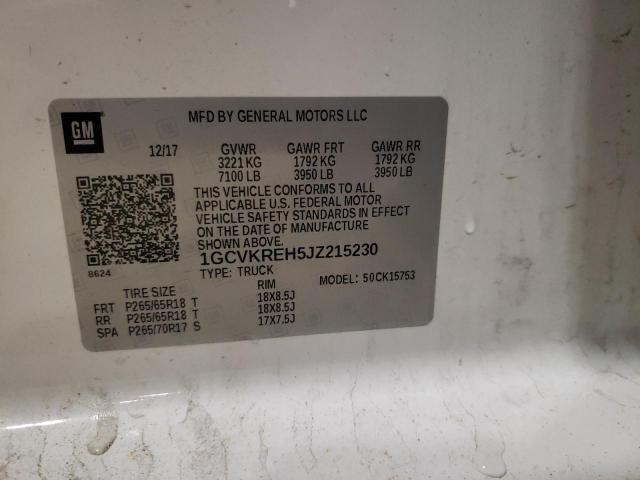 GM
MFD BY GENERAL MOTORS LLC
12/17 GVWR GAWR FRT GAWR RR
3221 KG 1792 KG 1792 KG
7100 LB 3950 LB 3950 LB
THIS VEHICLE CONFORMS TO ALL
APPLICABLE U.S. FEDERAL MOTOR
VEHICLE SAFETY STANDARDS IN EFFECT
ON THE DATE OF MANUFACTURE
SHOWN ABOVE.
1GCVKREH5JZ215230
8624
TYPE: TRUCK
MODEL: 50CK15753
TIRE SIZE RIM
FRT P265/65R18 T 18X8.5J
RR P265/65R18 T 18X8.5J
SPA P265/70R17 S 17X7.5J